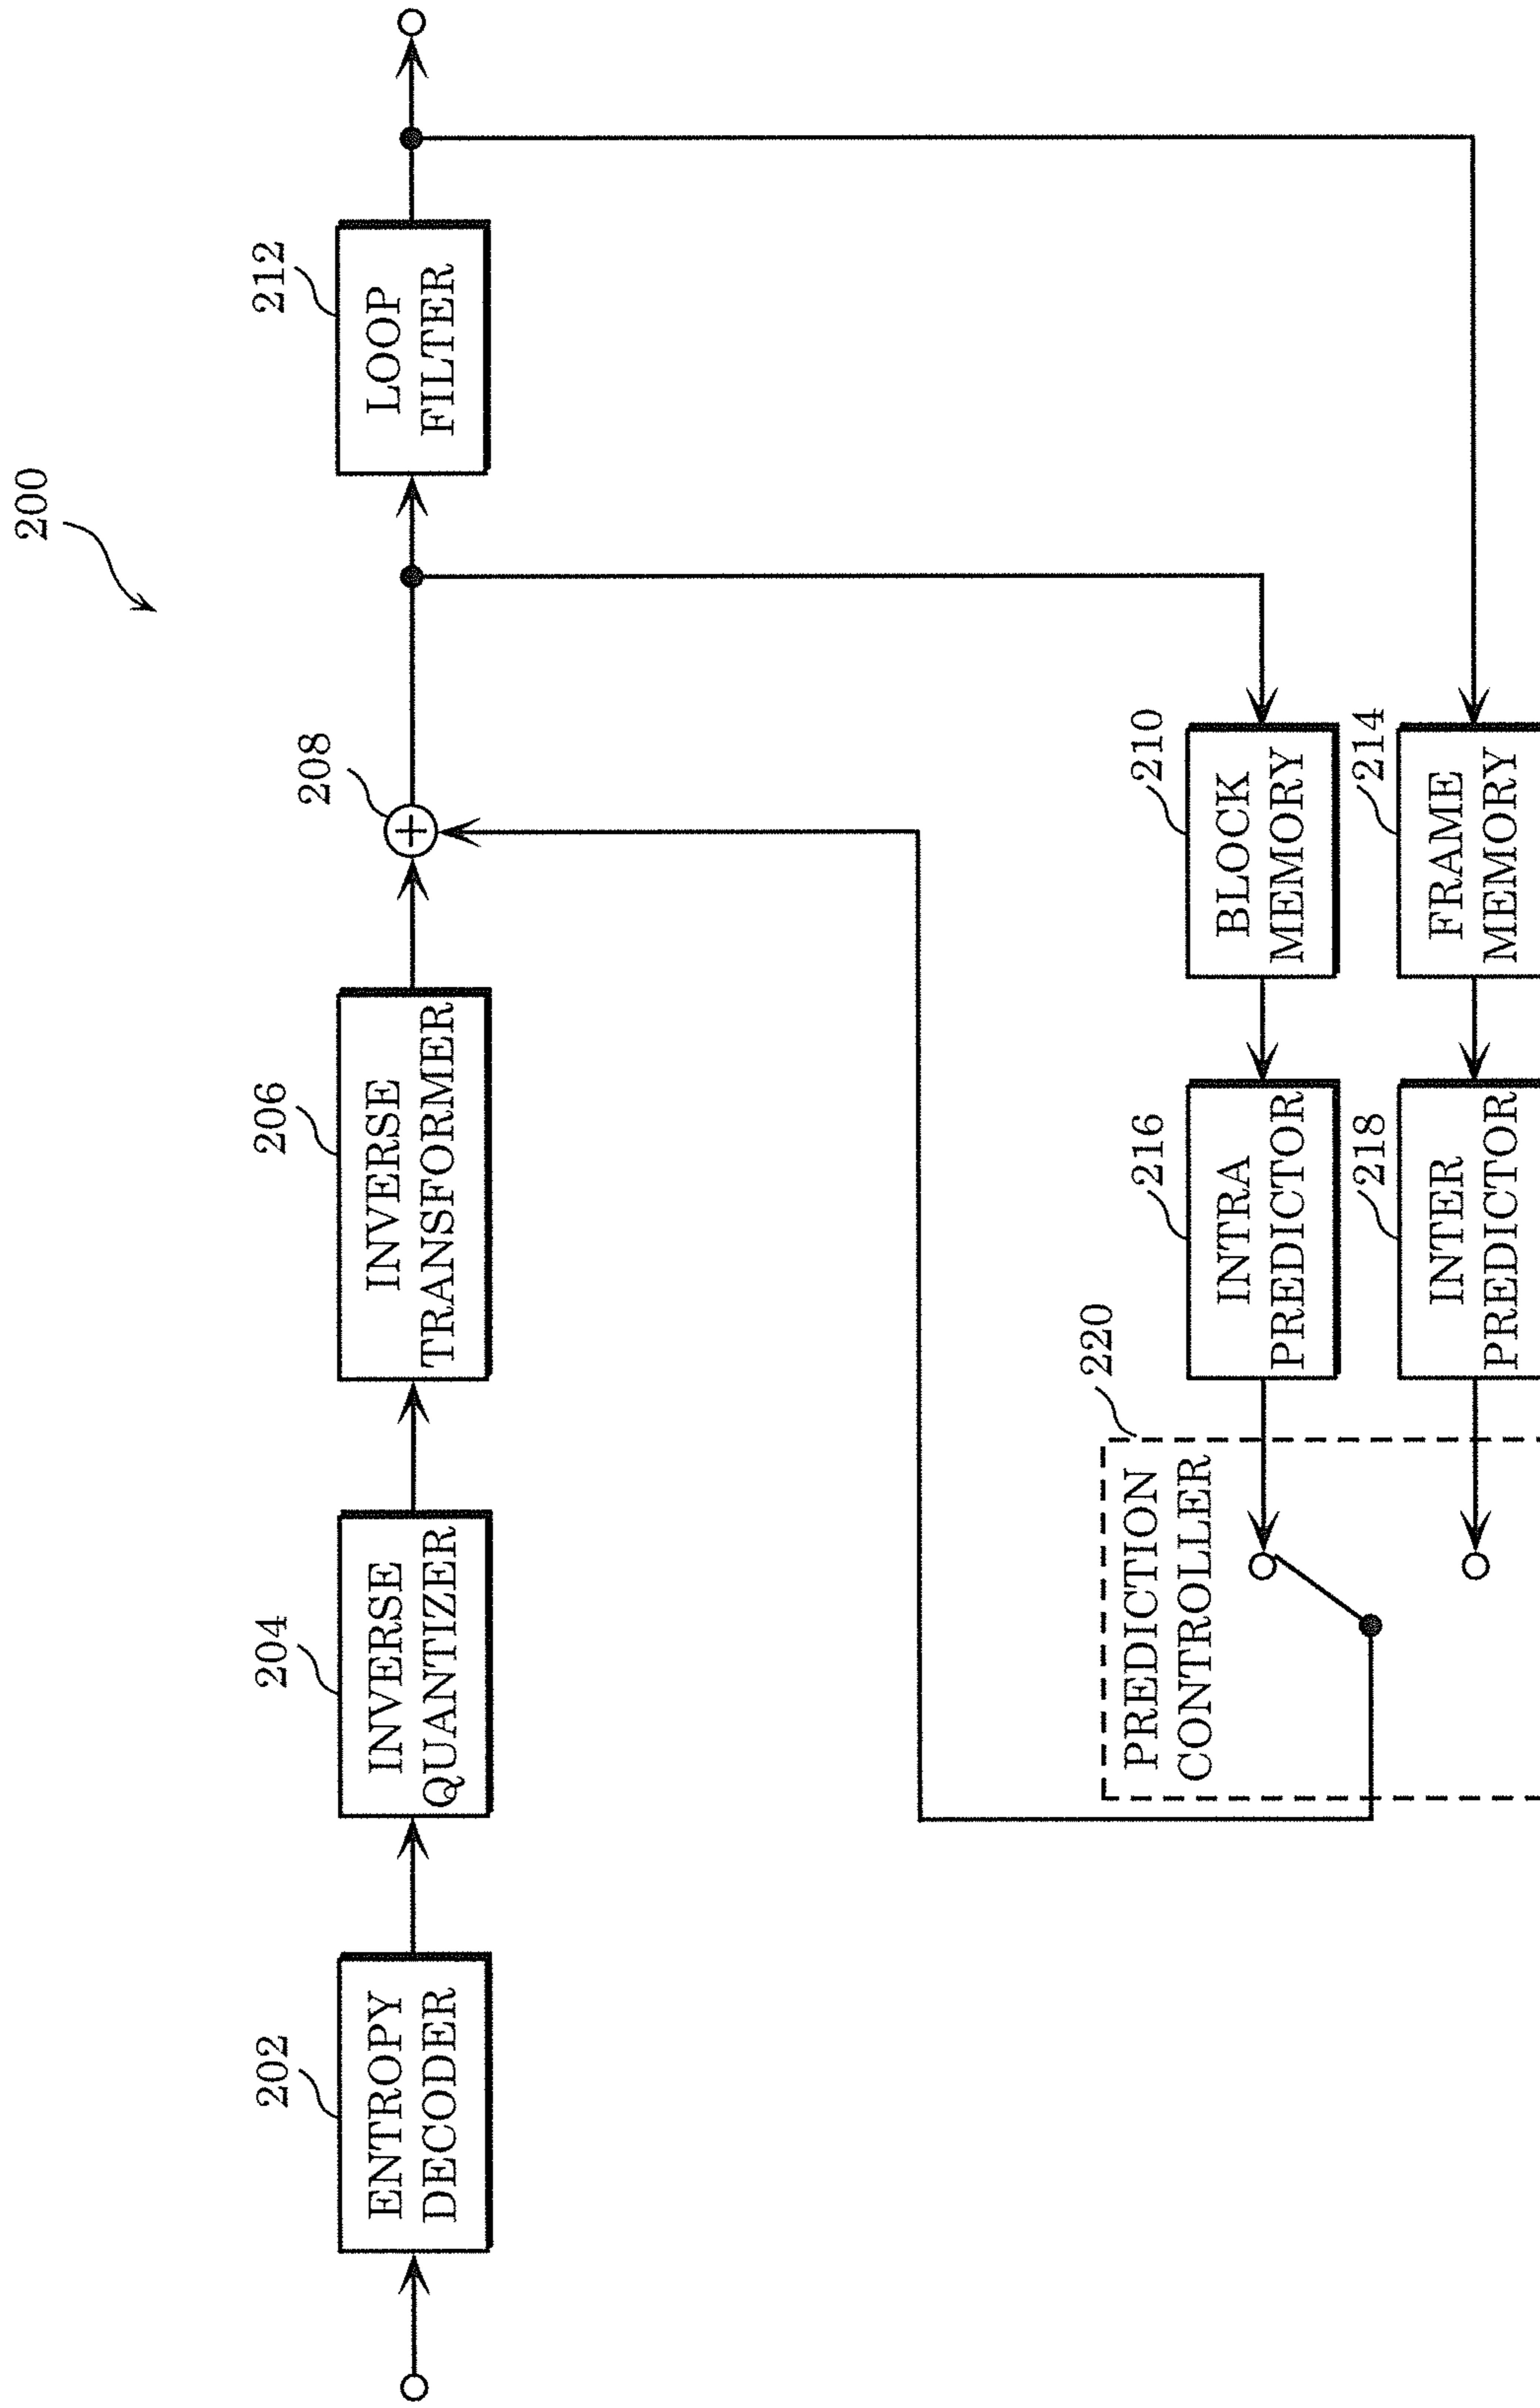 200
202
ENTROPY
DECODER
204
INVERSE
QUANTIZER
206
INVERSE
TRANSFORMER
208
+
212
LOOP
FILTER
220
PREDICTION
CONTROLLER
216
INTRA
PREDICTOR
210
BLOCK
MEMORY
218
INTER
PREDICTOR
214
FRAME
MEMORY